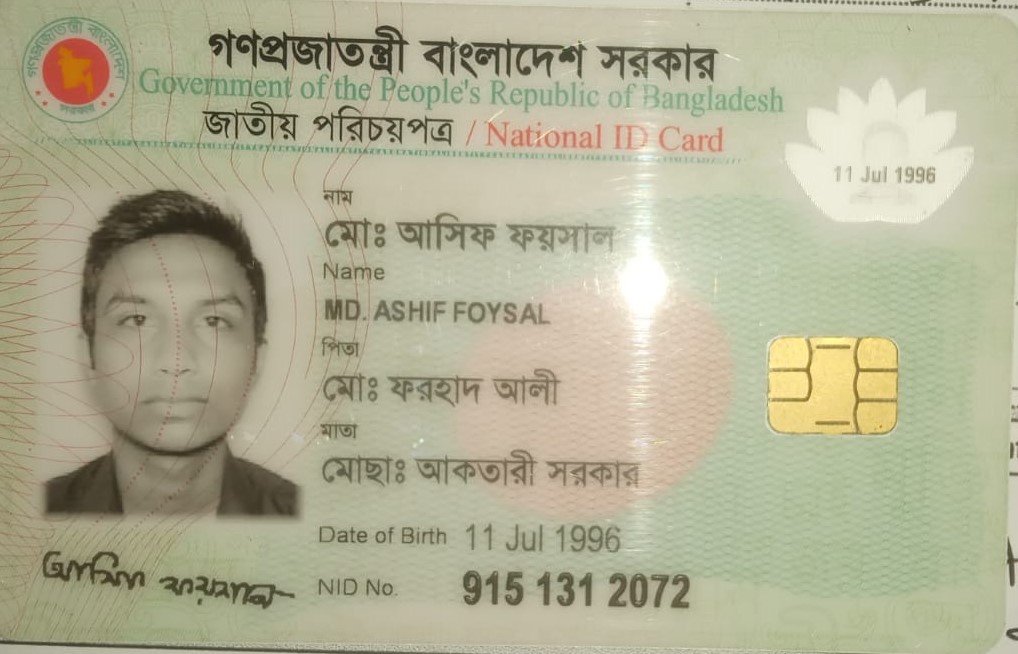 গণপ্রজাতন্ত্রী বাংলাদেশ সরকার
Government of the People's Republic of Bangladesh
জাতীয় পরিচয়পত্র / National ID Card
11 Jul 1996
নাম
মোঃ আসিফ ফয়সাল
Name
MD. ASHIF FOYSAL
পিতা
মোঃ ফরহাদ আলী
মাতা
মোছাঃ আকতারী সরকার
Date of Birth 11 Jul 1996
আসিফ ফয়সাল
NID No. 915 131 2072